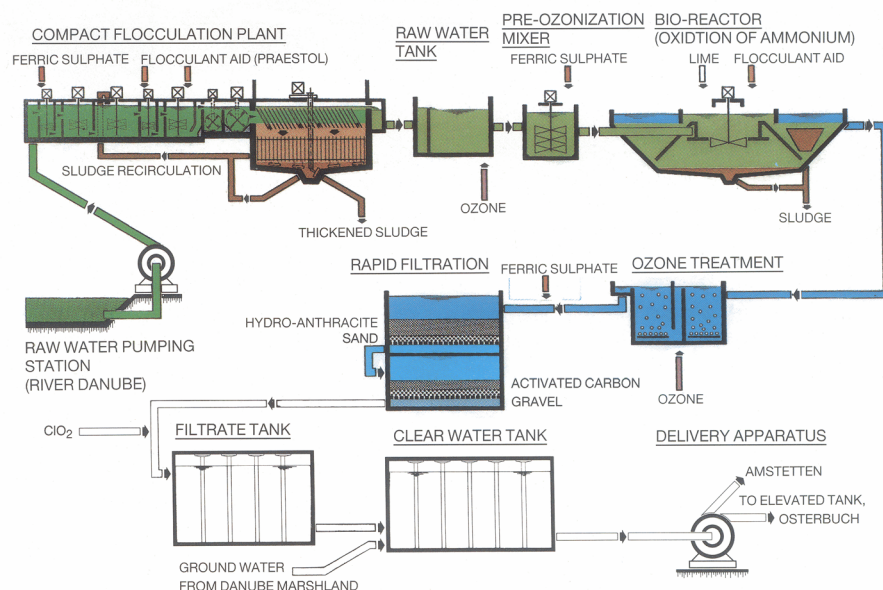 COMPACT FLOCCULATION PLANT
FERRIC SULPHATE
FLOCCULANT AID (PRAESTOL)
RAW WATER
TANK
PRE-OZONIZATION
MIXER
FERRIC SULPHATE
BIO-REACTOR
(OXIDTION OF AMMONIUM)
LIME
FLOCCULANT AID
SLUDGE RECIRCULATION
THICKENED SLUDGE
OZONE
SLUDGE
RAW WATER PUMPING
STATION
(RIVER DANUBE)
RAPID FILTRATION
FERRIC SULPHATE
OZONE TREATMENT
HYDRO-ANTHRACITE
SAND
ACTIVATED CARBON
GRAVEL
OZONE
ClO2
FILTRATE TANK
CLEAR WATER TANK
DELIVERY APPARATUS
AMSTETTEN
TO ELEVATED TANK,
OSTERBUCH
GROUND WATER
FROM DANUBE MARSHLAND